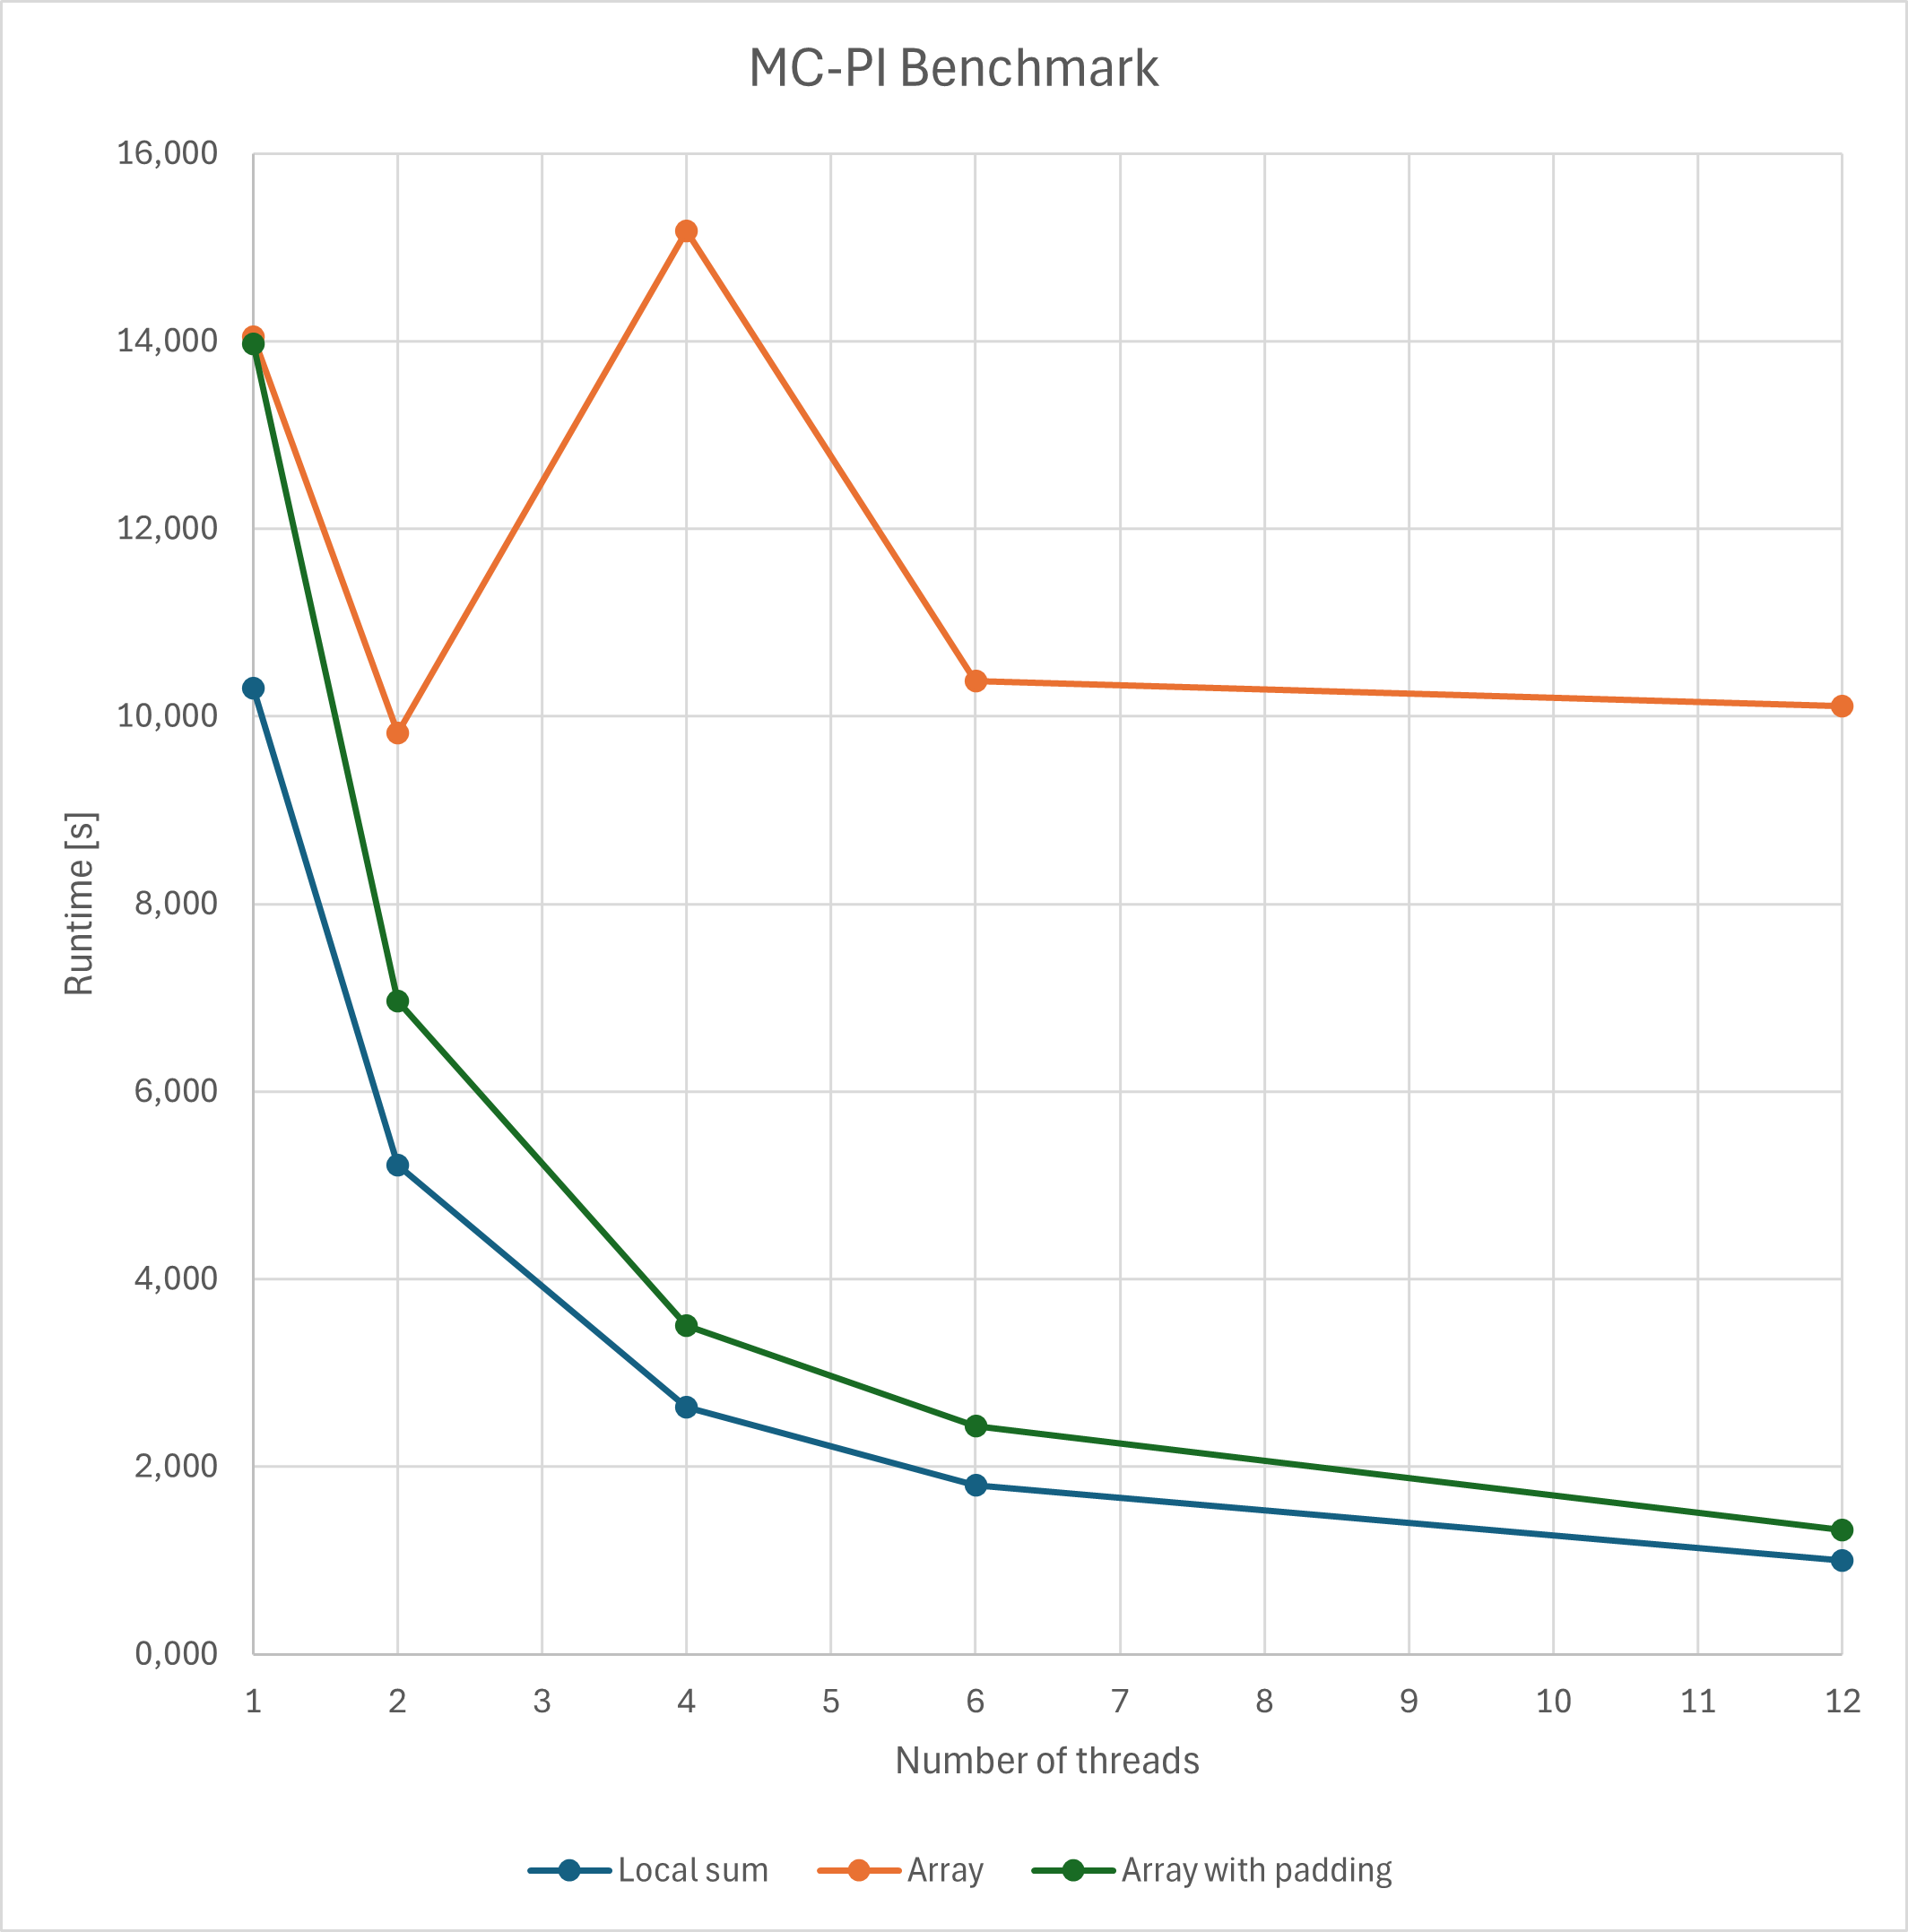 MC-PI Benchmark
16,000
14,000
12,000
10,000
8,000
6,000
4,000
2,000
0,000
Runtime [s]
1 2 3 4 5 6 7 8 9 10 11 12
Number of threads
Local sum Array Array with padding